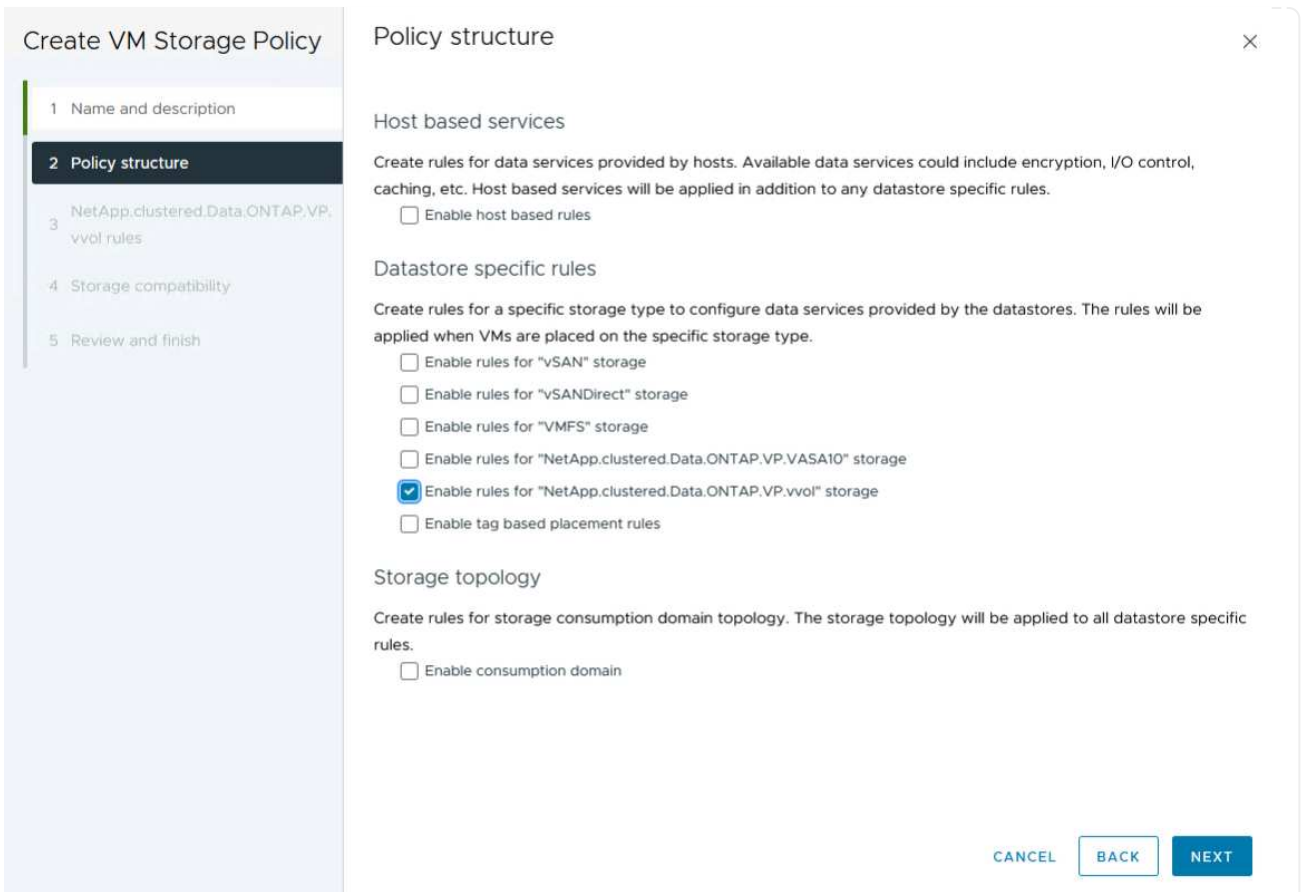 Create VM Storage Policy
1 Name and description
2 Policy structure
3 NetApp.clustered.Data.ONTAP.VP.
vvol rules
4 Storage compatibility
5 Review and finish
Policy structure
Host based services
Create rules for data services provided by hosts. Available data services could include encryption, I/O control,
caching, etc. Host based services will be applied in addition to any datastore specific rules.
Enable host based rules
Datastore specific rules
Create rules for a specific storage type to configure data services provided by the datastores. The rules will be
applied when VMs are placed on the specific storage type.
Enable rules for "vSAN" storage
Enable rules for "vSANDirect" storage
Enable rules for "VMFS" storage
Enable rules for "NetApp.clustered.Data.ONTAP.VP.VASA10" storage
Enable rules for "NetApp.clustered.Data.ONTAP.VP.vvol" storage
Enable tag based placement rules
Storage topology
Create rules for storage consumption domain topology. The storage topology will be applied to all datastore specific
rules.
Enable consumption domain
CANCEL
BACK
NEXT